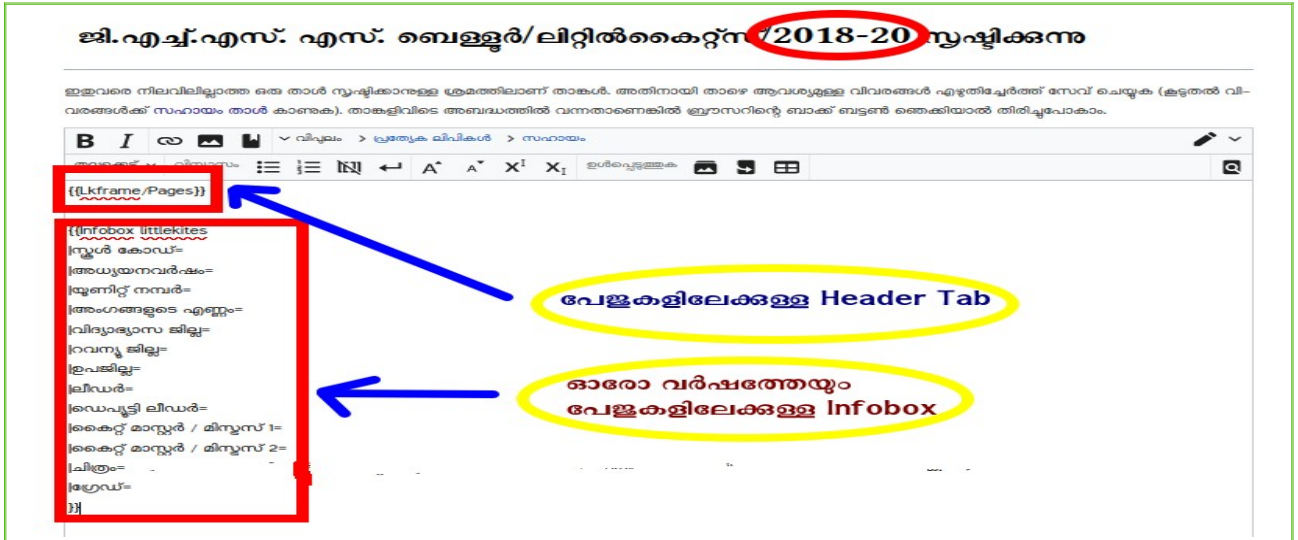 ജി.എച്ച്.എസ്. എസ്. ബെള്ളൂർ/ലിറ്റിൽകൈറ്റ്സ്/2018-20 സൃഷ്ടിക്കുന്നു
ഇതുവരെ നിലവിലില്ലാത്ത ഒരു താൾ സൃഷ്ടിക്കാനുള്ള ശ്രമത്തിലാണ് താങ്കൾ. അതിനായി താഴെ ആവശ്യമുള്ള വിവരങ്ങൾ എഴുതിച്ചേർത്ത് സേവ് ചെയ്യുക (കൂടുതൽ വി-
വരങ്ങൾക്ക് സഹായം താൾ കാണുക). താങ്കളിവിടെ അബദ്ധത്തിൽ വന്നതാണെങ്കിൽ ബ്രൗസറിന്റെ ബാക്ക് ബട്ടൺ ഞെക്കിയാൽ തിരിച്ചുപോകാം.
B I വിപുലം പ്രത്യേക ലിപികൾ സഹായം
തലക്കെട്ട് വിന്യാസം ഉൾപ്പെടുത്തുക
{{Lkframe/Pages}}
{{Infobox littlekites
|സ്കൂൾ കോഡ്=
|അധ്യയനവർഷം=
|യൂണിറ്റ് നമ്പർ=
|അംഗങ്ങളുടെ എണ്ണം=
|വിദ്യാഭ്യാസ ജില്ല=
|റവന്യൂ ജില്ല=
|ഉപജില്ല=
|ലീഡർ=
|ഡെപ്യൂട്ടി ലീഡർ=
|കൈറ്റ് മാസ്റ്റർ / മിസ്ട്രസ് 1=
|കൈറ്റ് മാസ്റ്റർ / മിസ്ട്രസ് 2=
|ചിത്രം=
|ഗ്രേഡ്=
}}
പേജുകളിലേക്കുള്ള Header Tab
ഓരോ വർഷത്തേയും
പേജുകളിലേക്കുള്ള Infobox